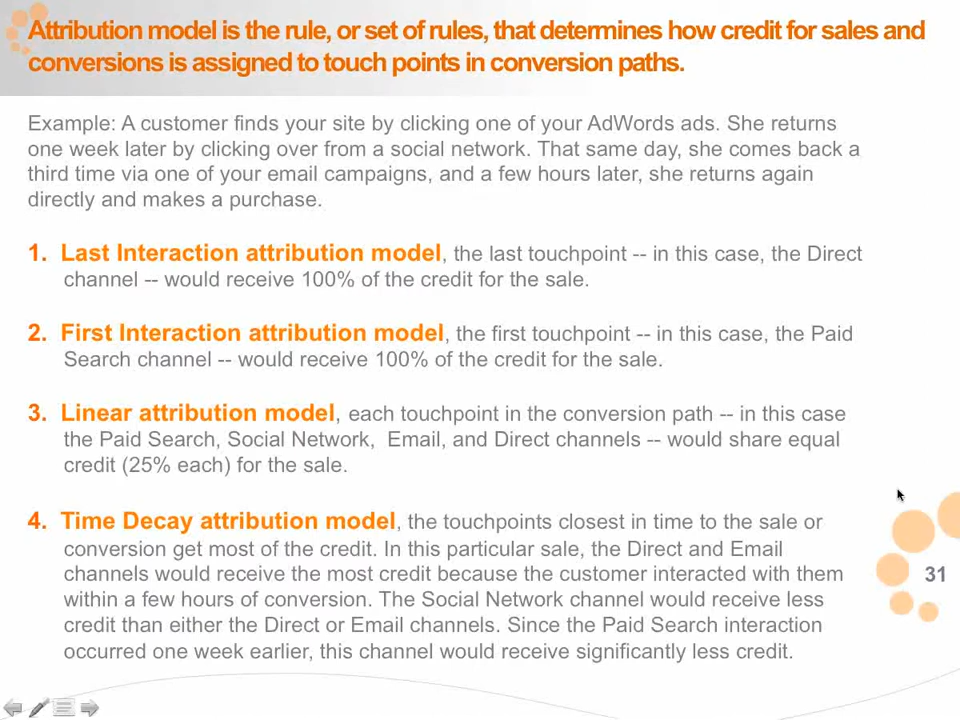 Attribution model is the rule, or set of rules, that determines how credit for sales and
conversions is assigned to touch points in conversion paths.
Example: A customer finds your site by clicking one of your AdWords ads. She returns
one week later by clicking over from a social network. That same day, she comes back a
third time via one of your email campaigns, and a few hours later, she returns again
directly and makes a purchase.
1. Last Interaction attribution model, the last touchpoint -- in this case, the Direct
channel -- would receive 100% of the credit for the sale.
2. First Interaction attribution model, the first touchpoint -- in this case, the Paid
Search channel -- would receive 100% of the credit for the sale.
3. Linear attribution model, each touchpoint in the conversion path -- in this case
the Paid Search, Social Network, Email, and Direct channels -- would share equal
credit (25% each) for the sale.
4. Time Decay attribution model, the touchpoints closest in time to the sale or
conversion get most of the credit. In this particular sale, the Direct and Email
channels would receive the most credit because the customer interacted with them
within a few hours of conversion. The Social Network channel would receive less
credit than either the Direct or Email channels. Since the Paid Search interaction
occurred one week earlier, this channel would receive significantly less credit.
31